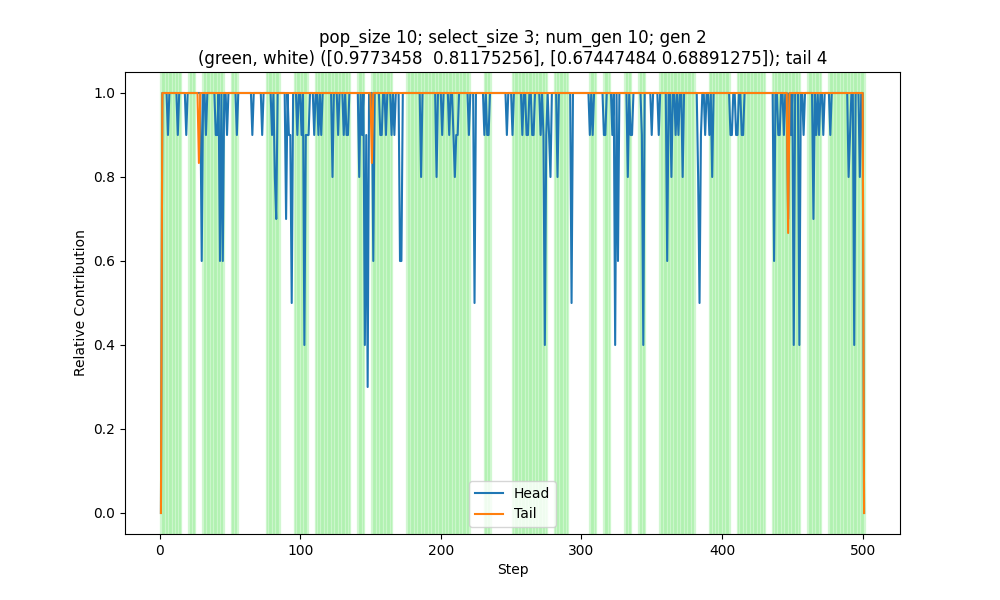 pop_size 10; select_size 3; num_gen 10; gen 2
(green, white) ([0.9773458  0.81175256], [0.67447484 0.68891275]); tail 4
1.0
0.8
0.6
0.4
0.2
0.0
Relative Contribution
Head
Tail
0 100 200 300 400 500
Step